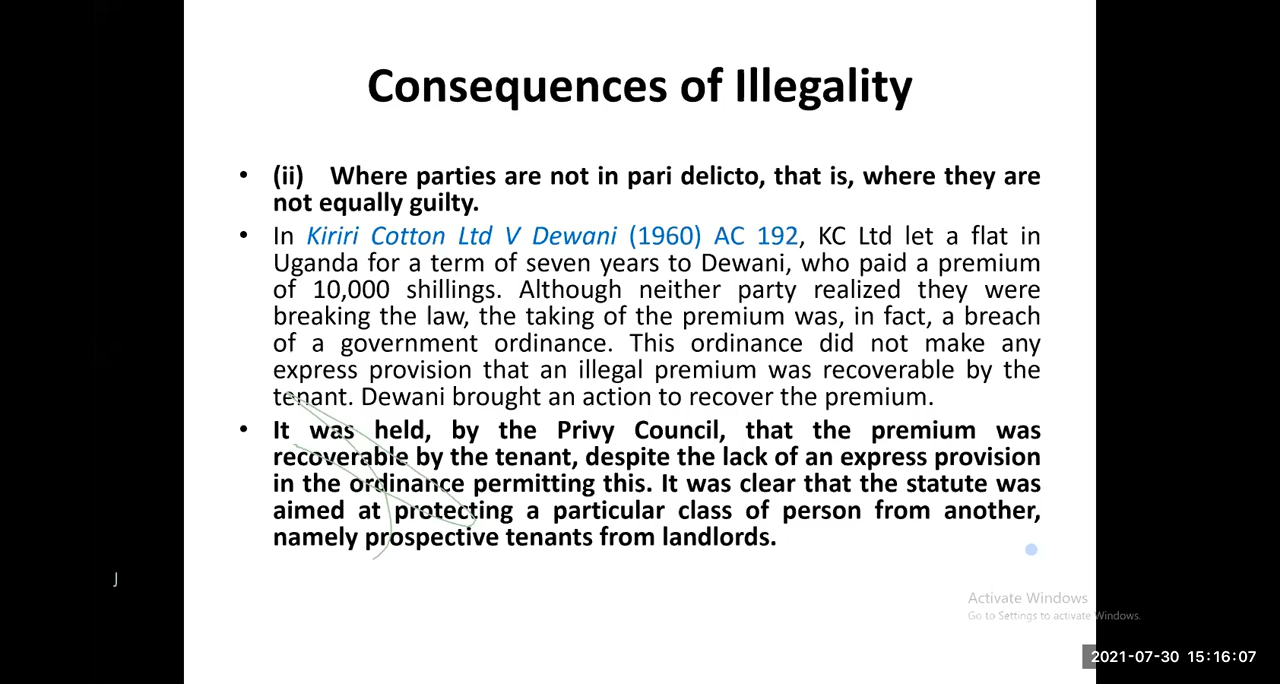 Consequences of Illegality
• (ii) Where parties are not in pari delicto, that is, where they are
not equally guilty.
• In Kiriri Cotton Ltd V Dewani (1960) AC 192, KC Ltd let a flat in
Uganda for a term of seven years to Dewani, who paid a premium
of 10,000 shillings. Although neither party realized they were
breaking the law, the taking of the premium was, in fact, a breach
of a government ordinance. This ordinance did not make any
express provision that an illegal premium was recoverable by the
tenant. Dewani brought an action to recover the premium.
• It was held, by the Privy Council, that the premium was
recoverable by the tenant, despite the lack of an express provision
in the ordinance permitting this. It was clear that the statute was
aimed at protecting a particular class of person from another,
namely prospective tenants from landlords.
J
Activate Windows
Go to Settings to activate Windows.
2021-07-30 15:16:07